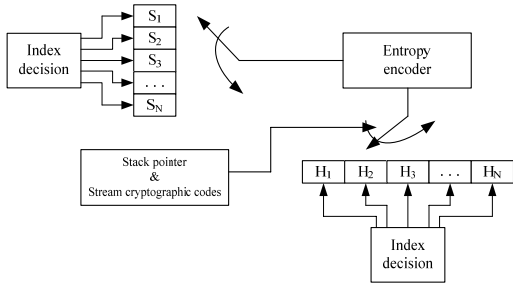 Index
decision
S1
S2
S3
...
SN
Entropy
encoder
Stack pointer
&
Stream cryptographic codes
H1 H2 H3 ... HN
Index
decision